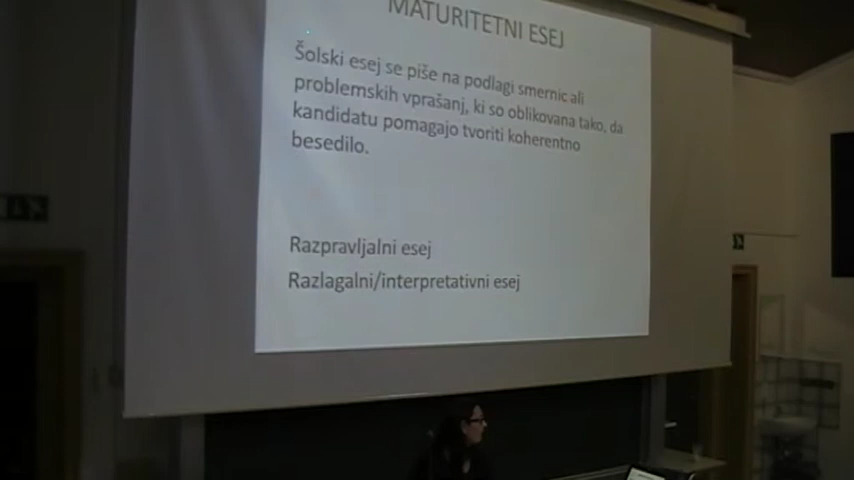 MATURITETNI ESEJ
Šolski esej se piše na podlagi smernic ali
problemskih vprašanj, ki so oblikovana tako, da
kandidatu pomagajo tvoriti koherentno
besedilo.
Razpravljalni esej
Razlagalni/interpretativni esej